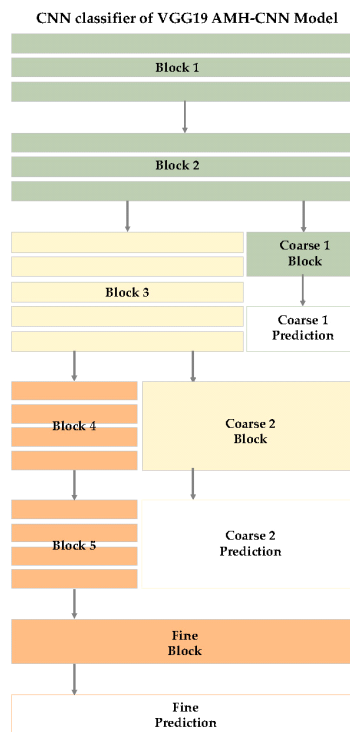 CNN classifier of VGG19 AMH-CNN Model
Block 1
Block 2
Coarse 1
Block
Block 3
Coarse 1
Prediction
Block 4
Coarse 2
Block
Block 5
Coarse 2
Prediction
Fine
Block
Fine
Prediction